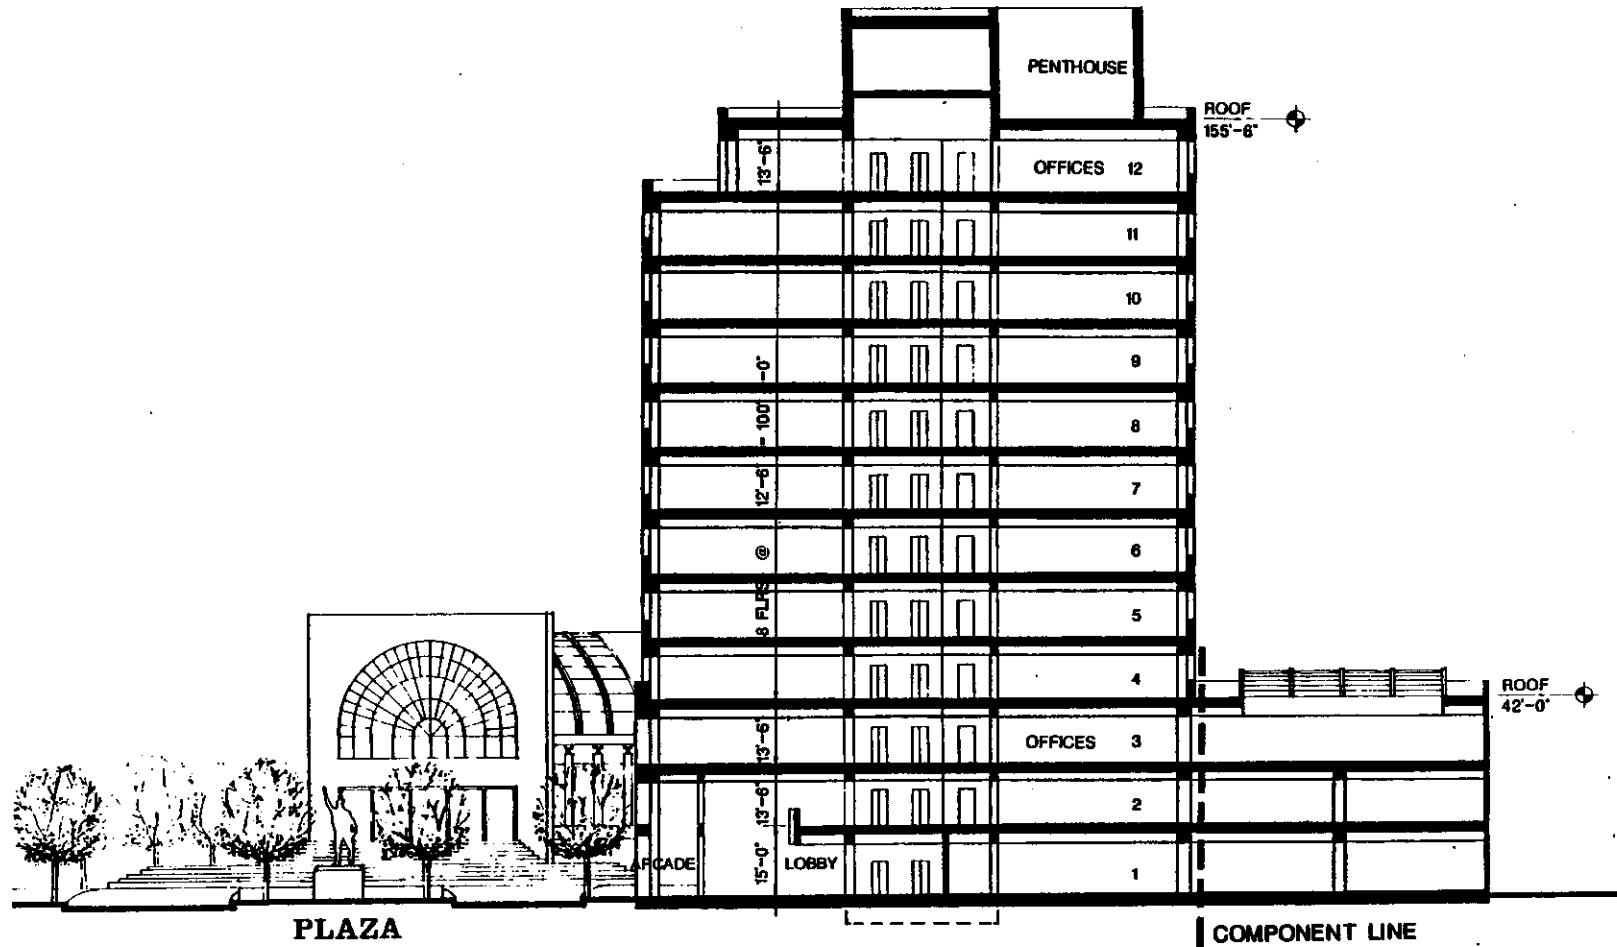 PENTHOUSE
ROOF
155'-6"
13'-6"
OFFICES 12
11
10
9
8
7
6
5
4
8 FLRS @ 12'-6" = 100'-0"
ROOF
42'-0"
13'-6"
OFFICES 3
13'-6"
2
15'-0"
ARCADE
LOBBY
1
PLAZA
COMPONENT LINE